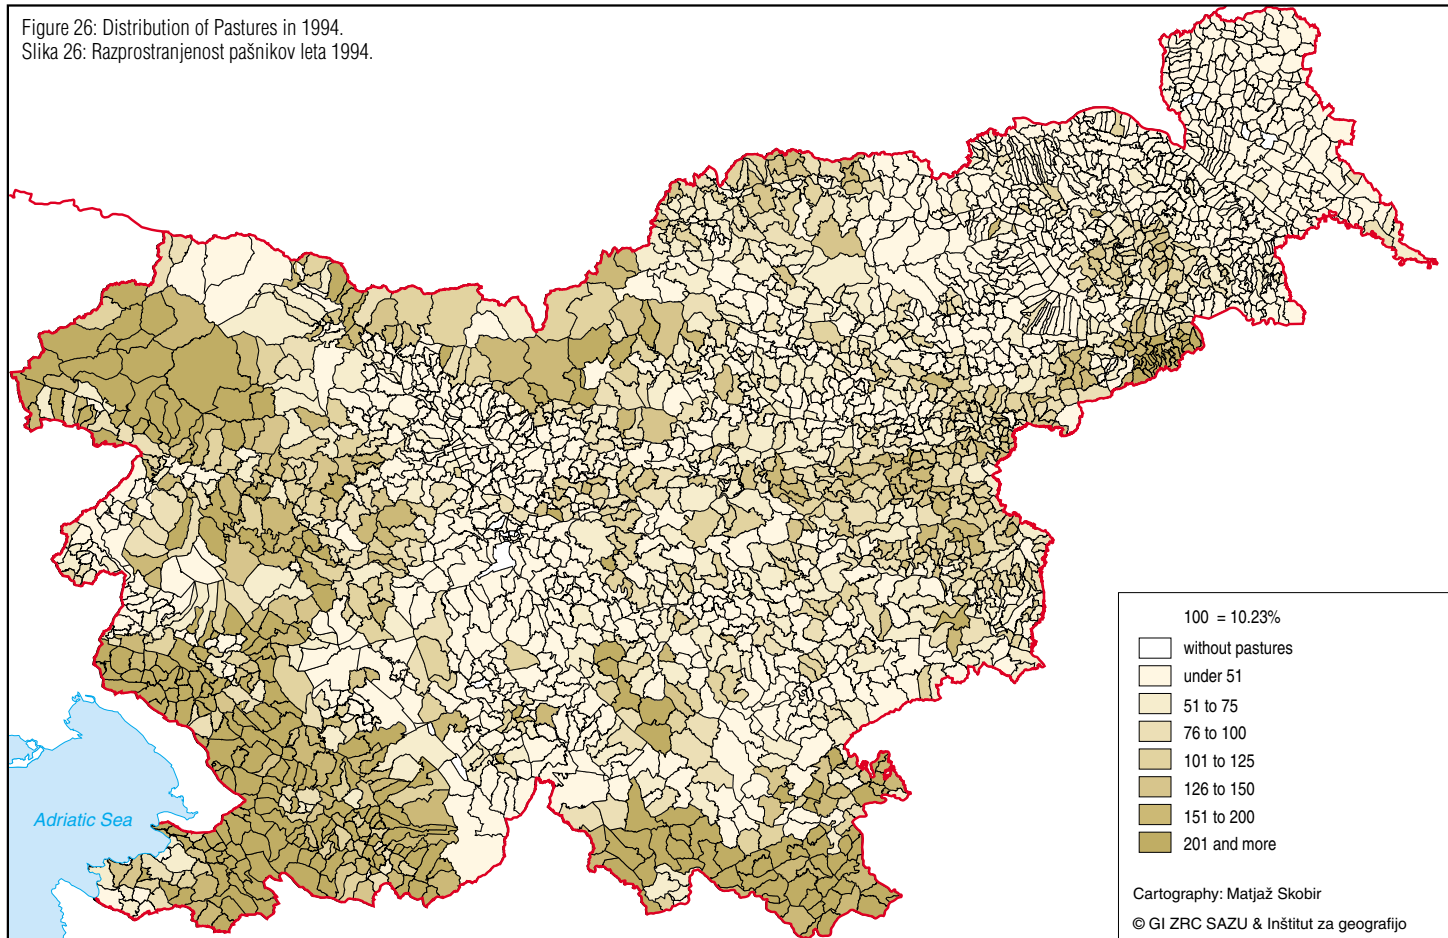 Figure 26: Distribution of Pastures in 1994.
Slika 26: Razprostranjenost pašnikov leta 1994.
Adriatic Sea
100 = 10.23%
without pastures
under 51
51 to 75
76 to 100
101 to 125
126 to 150
151 to 200
201 and more
Cartography: Matjaž Skobir
© GI ZRC SAZU & Inštitut za geografijo